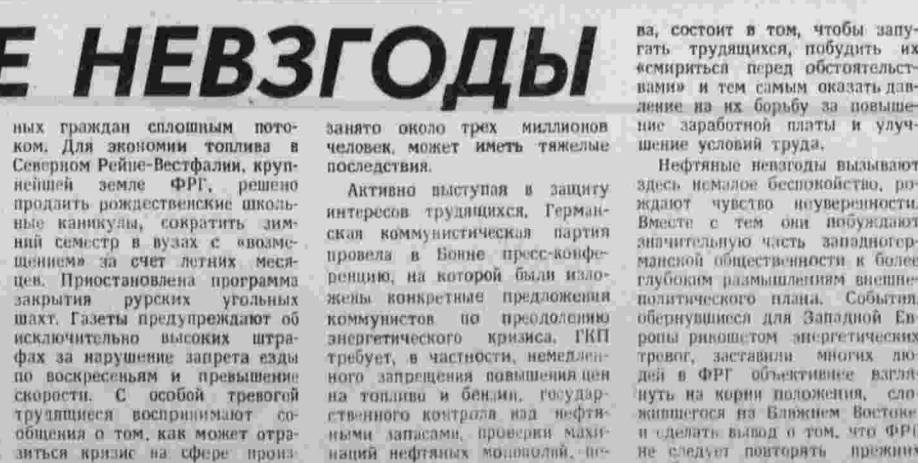 Е НЕВЗГОДЫ
ных граждан сплошным пото-
ком. Для экономии топлива в
Северном Рейне-Вестфалии, круп-
нейшей земле ФРГ, решено
продлить рождественские школь-
ные каникулы, сократить зим-
ний семестр в вузах с «возме-
щением» за счет летних меся-
цев. Приостановлена программа
закрытия рурских угольных
шахт. Газеты предупреждают об
исключительно высоких штра-
фах за нарушение запрета езды
по воскресеньям и превышение
скорости. С особой тревогой
трудящиеся воспринимают со-
общения о том, как может отра-
зиться кризис на сфере произ-
занято около трех миллионов
человек, может иметь тяжелые
последствия.
Активно выступая в защиту
интересов трудящихся, Герман-
ская коммунистическая партия
провела в Бонне пресс-конфе-
ренцию, на которой были изло-
жены конкретные предложения
коммунистов по преодолению
энергетического кризиса. ГКП
требует, в частности, немедлен-
ного запрещения повышения цен
на топливо и бензин, государ-
ственного контроля над нефтя-
ными запасами, проверки махи-
наций нефтяных монополий, не-
ва, состоит в том, чтобы запу-
гать трудящихся, побудить их
«смириться перед обстоятельст-
вами» и тем самым оказать дав-
ление на их борьбу за повыше-
ние заработной платы и улуч-
шение условий труда.
Нефтяные невзгоды вызывают
здесь немалое беспокойство, рож
ждают чувство неуверенности.
Вместе с тем они побуждают
значительную часть западногер-
манской общественности к более
глубоким размышлениям внешне-
политического плана. События,
обернувшиеся для Западной Ев-
ропы рикошетом энергетических
тревог, заставили многих лю-
дей в ФРГ объективнее взгля-
нуть на корни положения, сло-
жившегося на Ближнем Востоке
и сделать вывод о том, что ФРГ
не следует повторять прежних